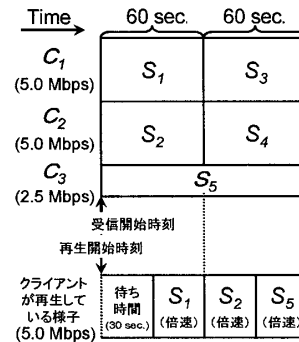 Time
60 sec. 60 sec.
C1 S1 S3
(5.0 Mbps)
C2 S2 S4
(5.0 Mbps)
C3 S5
(2.5 Mbps)
受信開始時刻
再生開始時刻
クライアント
が再生して
いる様子
(5.0 Mbps)
待ち
時間
(30 sec.)
S1
(倍速)
S2
(倍速)
S5
(倍速)